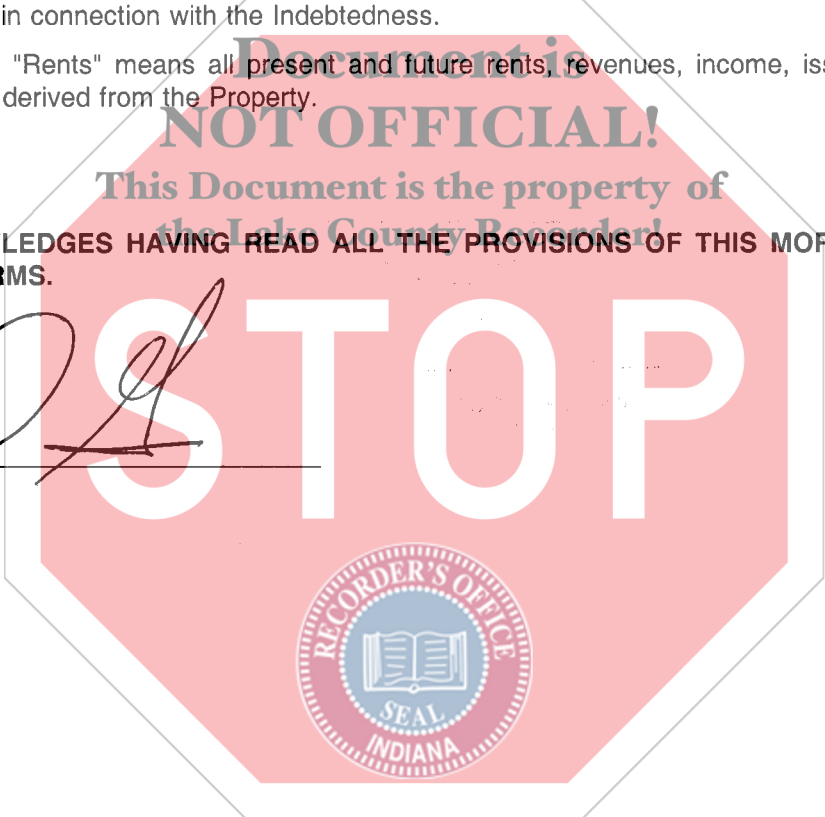 in connection with the Indebtedness.
Document is
"Rents" means all present and future rents, revenues, income, iss
derived from the Property.
NOT OFFICIAL!
This Document is the property of
the Lake County Recorder!
LEDGES HAVING READ ALL THE PROVISIONS OF THIS MOR
RMS.
STOP
RECORDER'S OFFICE
SEAL
INDIANA